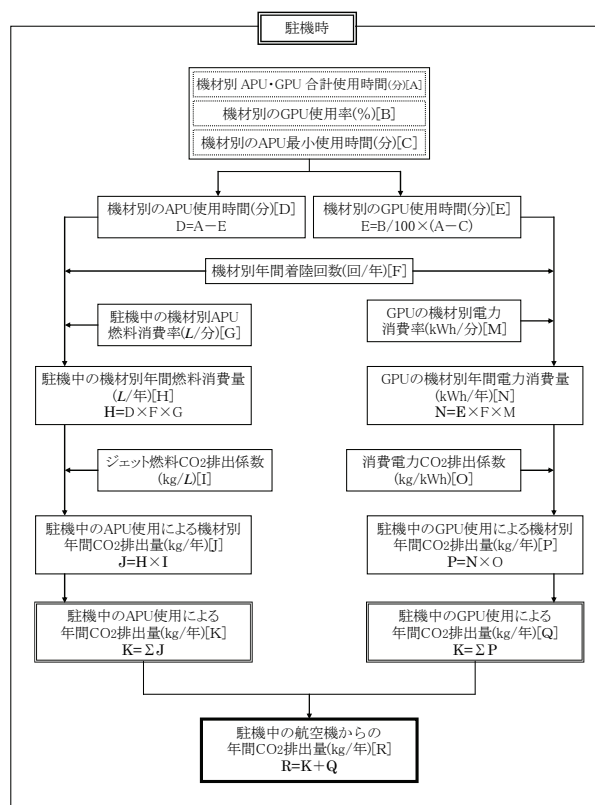 駐機時
機材別 APU・GPU 合計使用時間(分)[A]
機材別のGPU使用率(%)[B]
機材別のAPU最小使用時間(分)[C]
機材別のAPU使用時間(分)[D]
D=A－E
機材別のGPU使用時間(分)[E]
E=B/100×(A－C)
機材別年間着陸回数(回/年)[F]
駐機中の機材別APU
燃料消費率(L/分)[G]
GPUの機材別電力
消費率(kWh/分)[M]
駐機中の機材別年間燃料消費量
(L/年)[H]
H=D×F×G
GPUの機材別年間電力消費量
(kWh/年)[N]
N=E×F×M
ジェット燃料CO2排出係数
(kg/L)[I]
消費電力CO2排出係数
(kg/kWh)[O]
駐機中のAPU使用による機材別
年間CO2排出量(kg/年)[J]
J=H×I
駐機中のGPU使用による機材別
年間CO2排出量(kg/年)[P]
P=N×O
駐機中のAPU使用による
年間CO2排出量(kg/年)[K]
K=ΣJ
駐機中のGPU使用による
年間CO2排出量(kg/年)[Q]
K=ΣP
駐機中の航空機からの
年間CO2排出量(kg/年)[R]
R=K＋Q